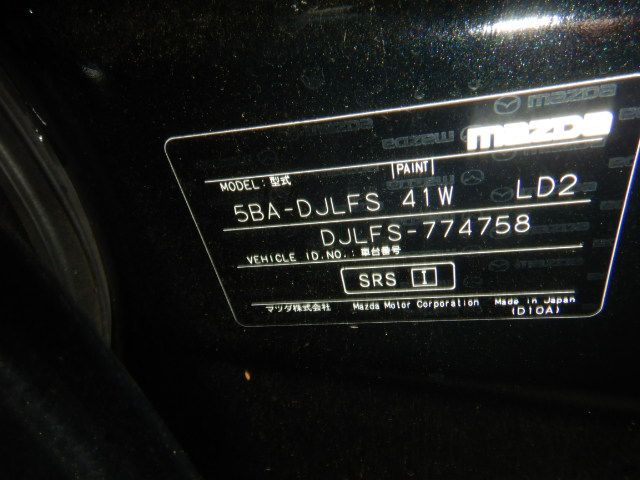 mazda
PAINT
MODEL: 型式
5BA-DJLFS 41W LD2
DJLFS-774758
VEHICLE ID.NO.: 車台番号
SRS I
マツダ株式会社 Mazda Motor Corporation Made in Japan
(D10A)